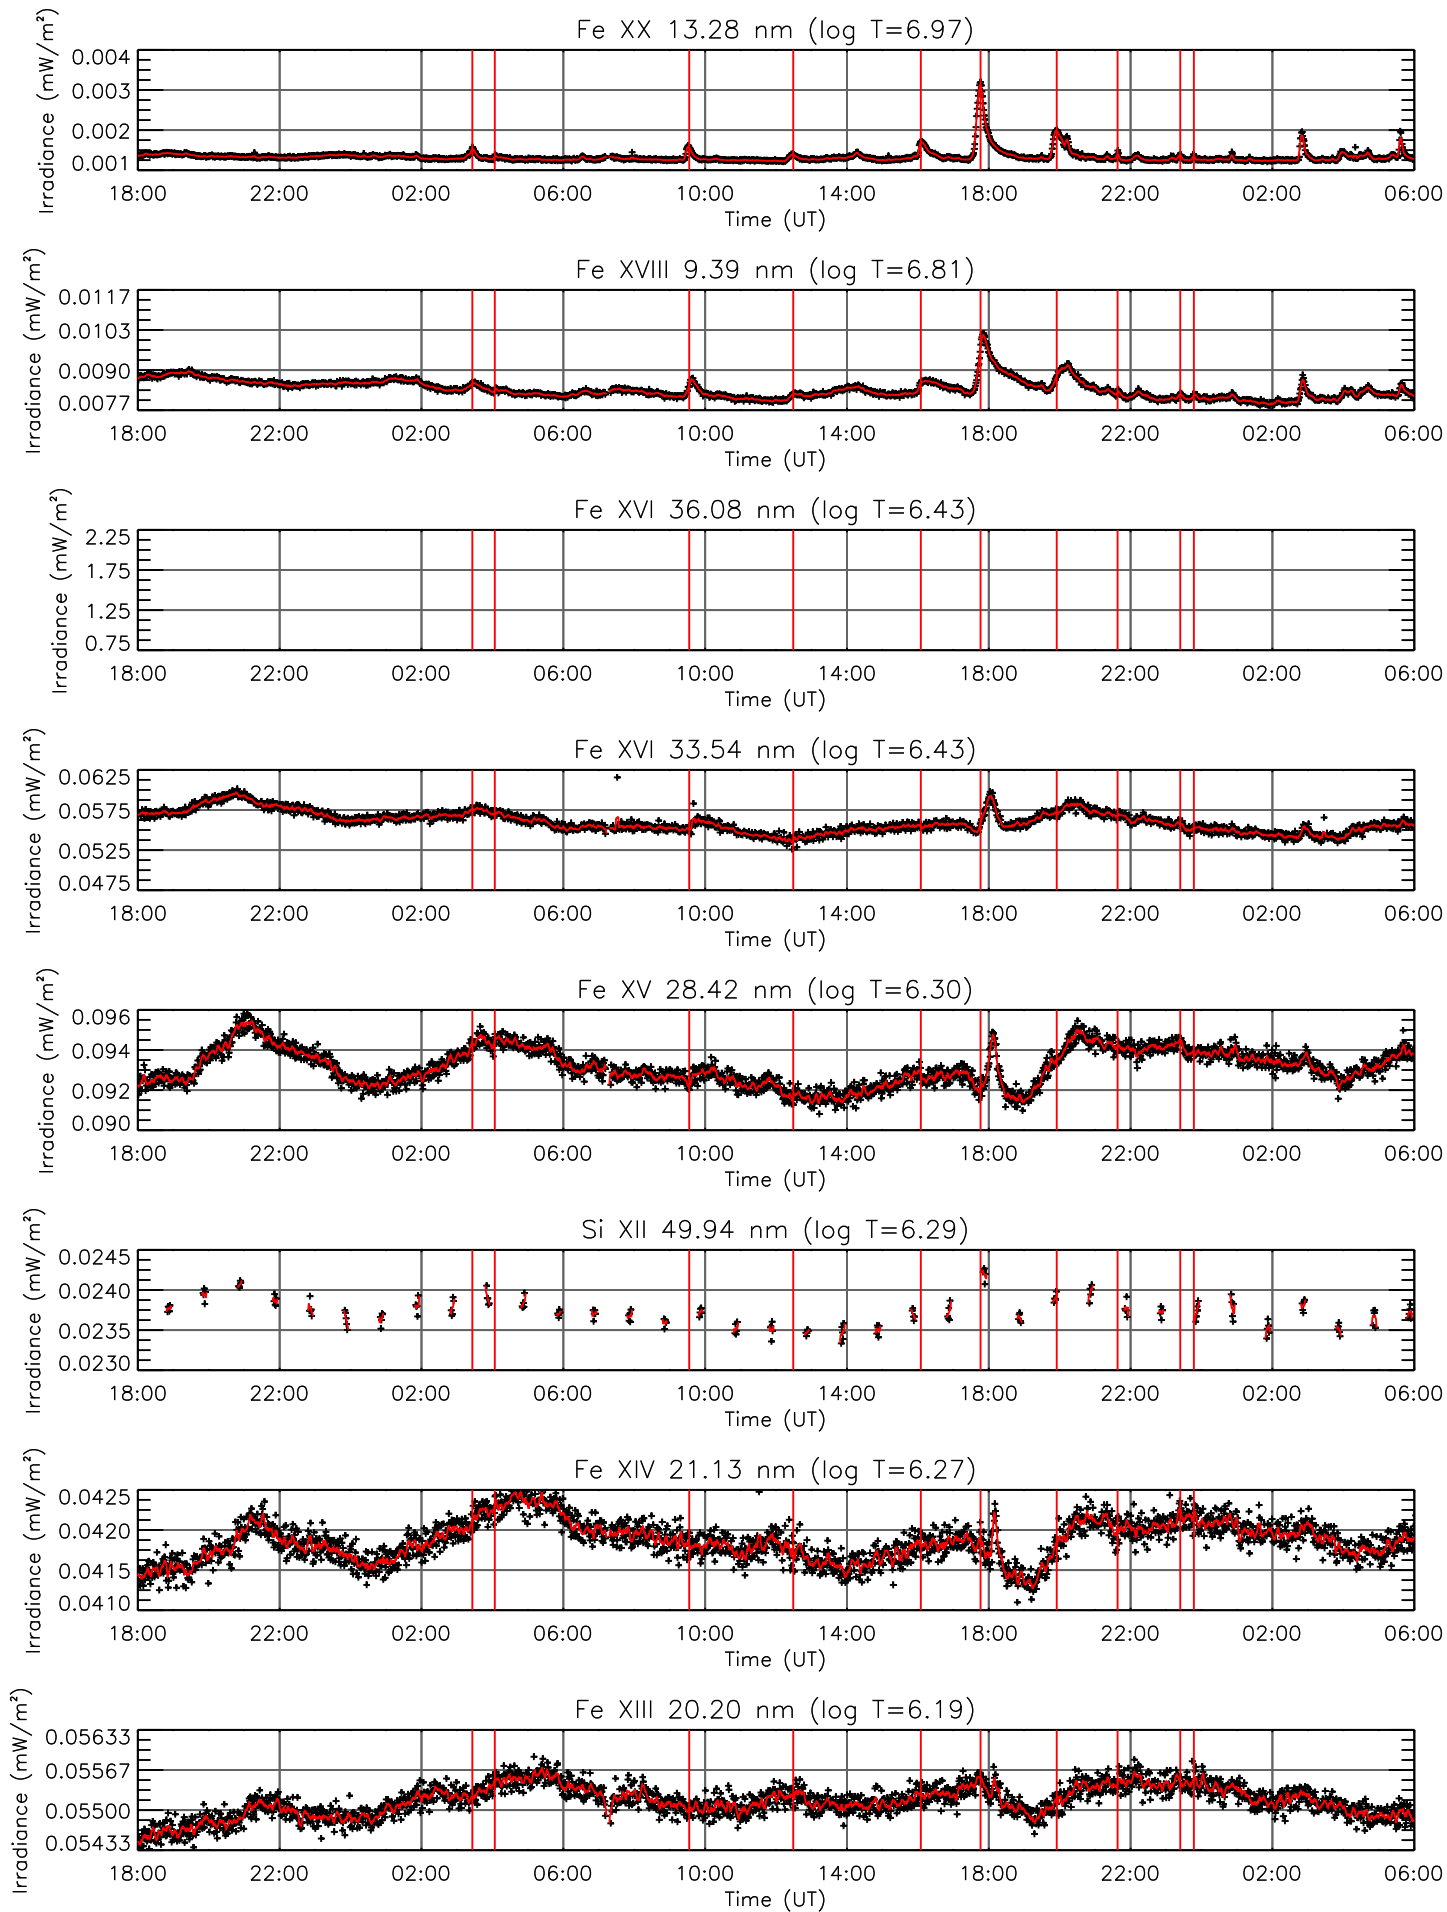 Fe XX 13.28 nm (log T=6.97)
Irradiance (mW/m²)
0.004
0.003
0.002
0.001
18:00 22:00 02:00 06:00 10:00 14:00 18:00 22:00 02:00 06:00
Time (UT)
Fe XVIII 9.39 nm (log T=6.81)
Irradiance (mW/m²)
0.0117
0.0103
0.0090
0.0077
18:00 22:00 02:00 06:00 10:00 14:00 18:00 22:00 02:00 06:00
Time (UT)
Fe XVI 36.08 nm (log T=6.43)
Irradiance (mW/m²)
2.25
1.75
1.25
0.75
18:00 22:00 02:00 06:00 10:00 14:00 18:00 22:00 02:00 06:00
Time (UT)
Fe XVI 33.54 nm (log T=6.43)
Irradiance (mW/m²)
0.0625
0.0575
0.0525
0.0475
18:00 22:00 02:00 06:00 10:00 14:00 18:00 22:00 02:00 06:00
Time (UT)
Fe XV 28.42 nm (log T=6.30)
Irradiance (mW/m²)
0.096
0.094
0.092
0.090
18:00 22:00 02:00 06:00 10:00 14:00 18:00 22:00 02:00 06:00
Time (UT)
Si XII 49.94 nm (log T=6.29)
Irradiance (mW/m²)
0.0245
0.0240
0.0235
0.0230
18:00 22:00 02:00 06:00 10:00 14:00 18:00 22:00 02:00 06:00
Time (UT)
Fe XIV 21.13 nm (log T=6.27)
Irradiance (mW/m²)
0.0425
0.0420
0.0415
0.0410
18:00 22:00 02:00 06:00 10:00 14:00 18:00 22:00 02:00 06:00
Time (UT)
Fe XIII 20.20 nm (log T=6.19)
Irradiance (mW/m²)
0.05633
0.05567
0.05500
0.05433
18:00 22:00 02:00 06:00 10:00 14:00 18:00 22:00 02:00 06:00
Time (UT)